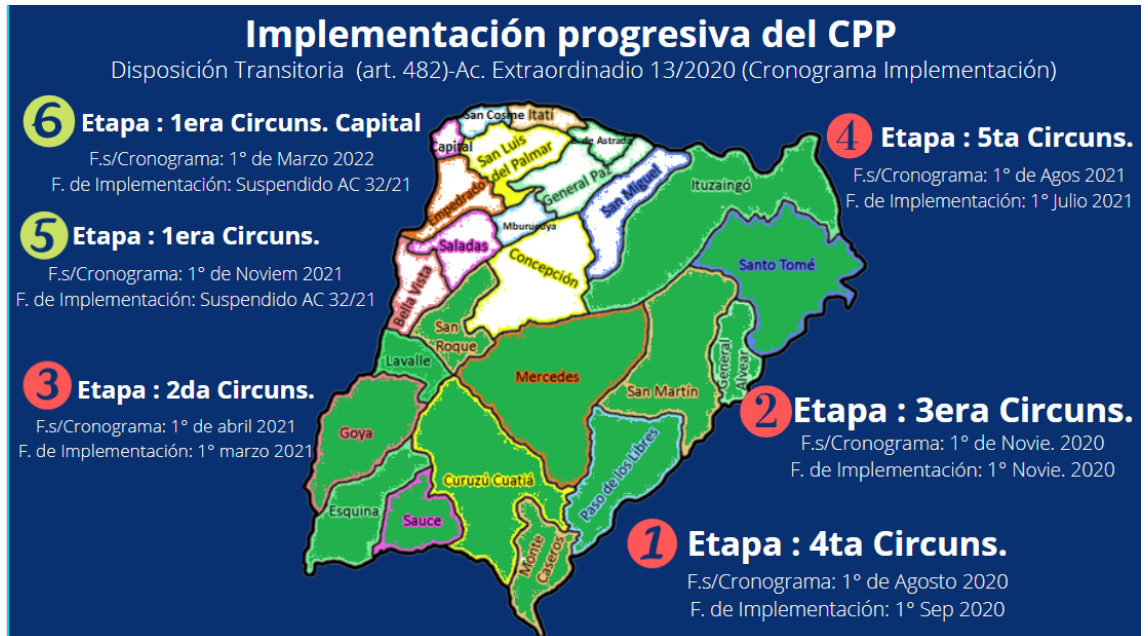 Implementación progresiva del CPP
Disposición Transitoria (art. 482)-Ac. Extraordinadio 13/2020 (Cronograma Implementación)
6 Etapa : 1era Circuns. Capital
F.s/Cronograma: 1° de Marzo 2022
F. de Implementación: Suspendido AC 32/21
5 Etapa : 1era Circuns.
F.s/Cronograma: 1° de Noviem 2021
F. de Implementación: Suspendido AC 32/21
3 Etapa : 2da Circuns.
F.s/Cronograma: 1° de abril 2021
F. de Implementación: 1° marzo 2021
4 Etapa : 5ta Circuns.
F.s/Cronograma: 1° de Agos 2021
F. de Implementación: 1° Julio 2021
2 Etapa : 3era Circuns.
F.s/Cronograma: 1° de Novie. 2020
F. de Implementación: 1° Novie. 2020
1 Etapa : 4ta Circuns.
F.s/Cronograma: 1° de Agosto 2020
F. de Implementación: 1° Sep 2020
San Cosme
Itatí
Capital
San Luis
del Palmar
de Astrada
General Paz
Empedrado
San Miguel
Ituzaingó
Mburucuya
Saladas
Concepción
Santo Tomé
Bella Vista
San
Roque
Lavalle
Mercedes
San Martín
General
Alvear
Goya
Curuzú Cuatiá
Paso de los Libres
Esquina
Sauce
Monte
Caseros